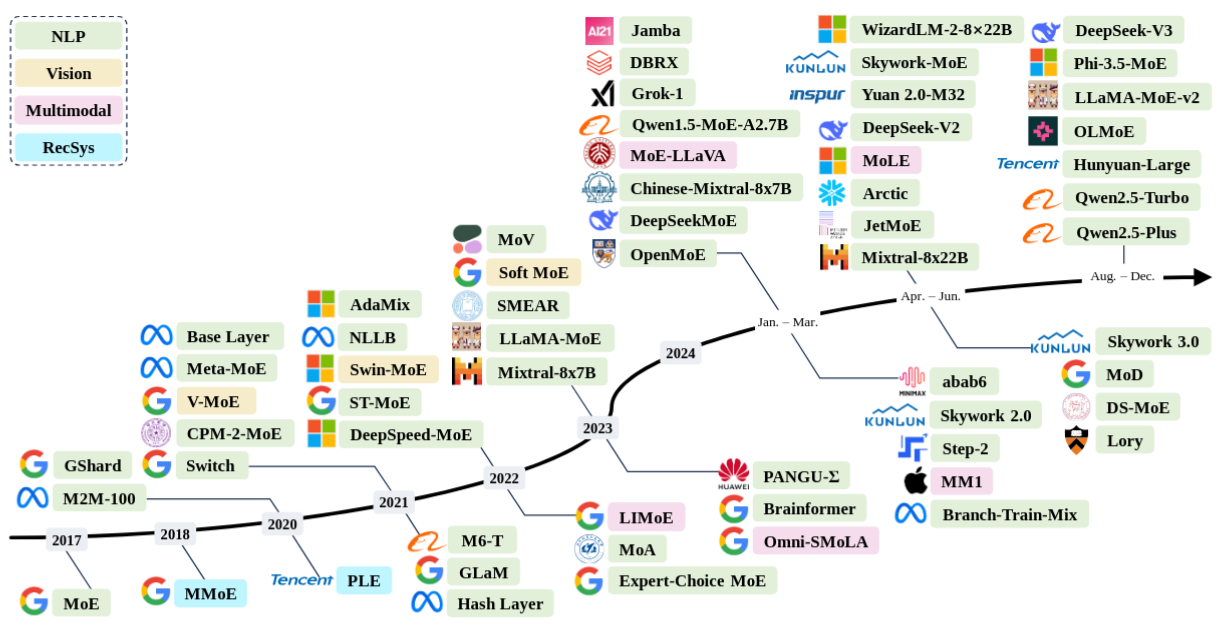 NLP
Vision
Multimodal
RecSys
AI21 Jamba
DBRX
Grok-1
Qwen1.5-MoE-A2.7B
MoE-LLaVA
Chinese-Mixtral-8x7B
DeepSeekMoE
OpenMoE
WizardLM-2-8×22B
KUNLUN Skywork-MoE
inspur Yuan 2.0-M32
DeepSeek-V2
MoLE
Arctic
JetMoE
Mixtral-8x22B
DeepSeek-V3
Phi-3.5-MoE
LLaMA-MoE-v2
OLMoE
Tencent Hunyuan-Large
Qwen2.5-Turbo
Qwen2.5-Plus
MoV
Soft MoE
SMEAR
LLaMA-MoE
Mixtral-8x7B
AdaMix
NLLB
Swin-MoE
ST-MoE
DeepSpeed-MoE
Base Layer
Meta-MoE
V-MoE
CPM-2-MoE
Switch
GShard
M2M-100
2017
2018
2020
2021
2022
2023
2024
Jan. – Mar.
Apr. – Jun.
Aug. – Dec.
MoE
MMoE
Tencent PLE
M6-T
GLaM
Hash Layer
LIMoE
MoA
Expert-Choice MoE
HUAWEI PANGU-Σ
Brainformer
Omni-SMoLA
MINIMAX abab6
KUNLUN Skywork 2.0
Step-2
MM1
Branch-Train-Mix
KUNLUN Skywork 3.0
MoD
DS-MoE
Lory